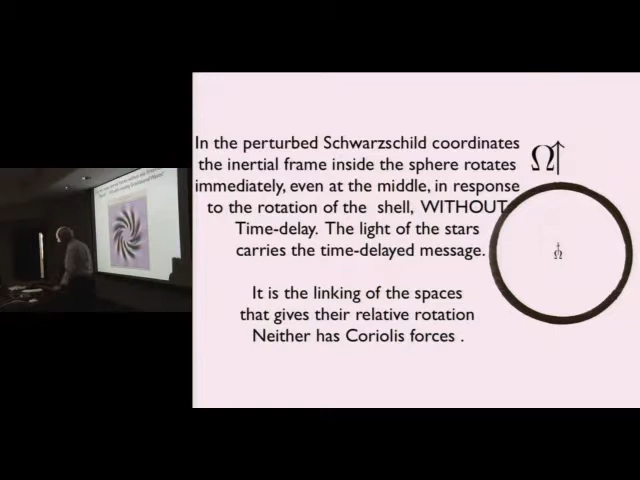 In the perturbed Schwarzschild coordinates
the inertial frame inside the sphere rotates
immediately, even at the middle, in response
to the rotation of the shell, WITHOUT
Time-delay. The light of the stars
carries the time-delayed message.
It is the linking of the spaces
that gives their relative rotation
Neither has Coriolis forces .
Ω↑
Ω